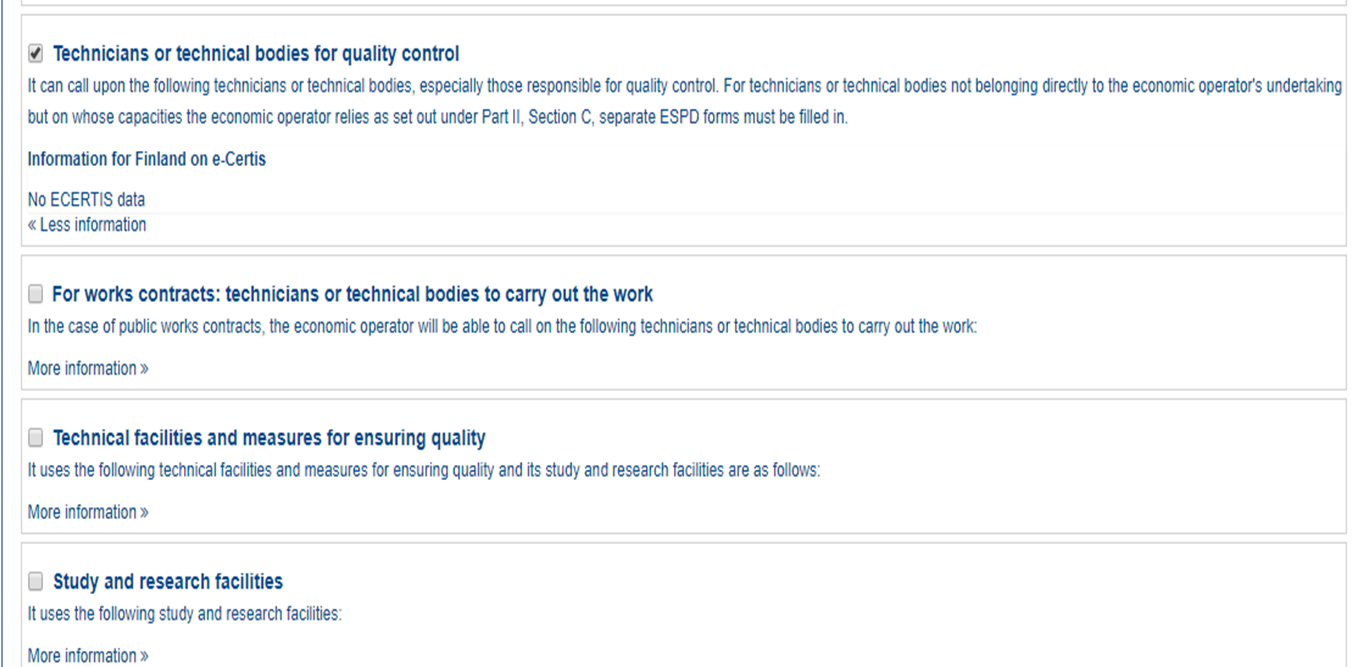 Technicians or technical bodies for quality control
It can call upon the following technicians or technical bodies, especially those responsible for quality control. For technicians or technical bodies not belonging directly to the economic operator's undertaking
but on whose capacities the economic operator relies as set out under Part II, Section C, separate ESPD forms must be filled in.
Information for Finland on e-Certis
No ECERTIS data
« Less information
For works contracts: technicians or technical bodies to carry out the work
In the case of public works contracts, the economic operator will be able to call on the following technicians or technical bodies to carry out the work:
More information »
Technical facilities and measures for ensuring quality
It uses the following technical facilities and measures for ensuring quality and its study and research facilities are as follows:
More information »
Study and research facilities
It uses the following study and research facilities:
More information »